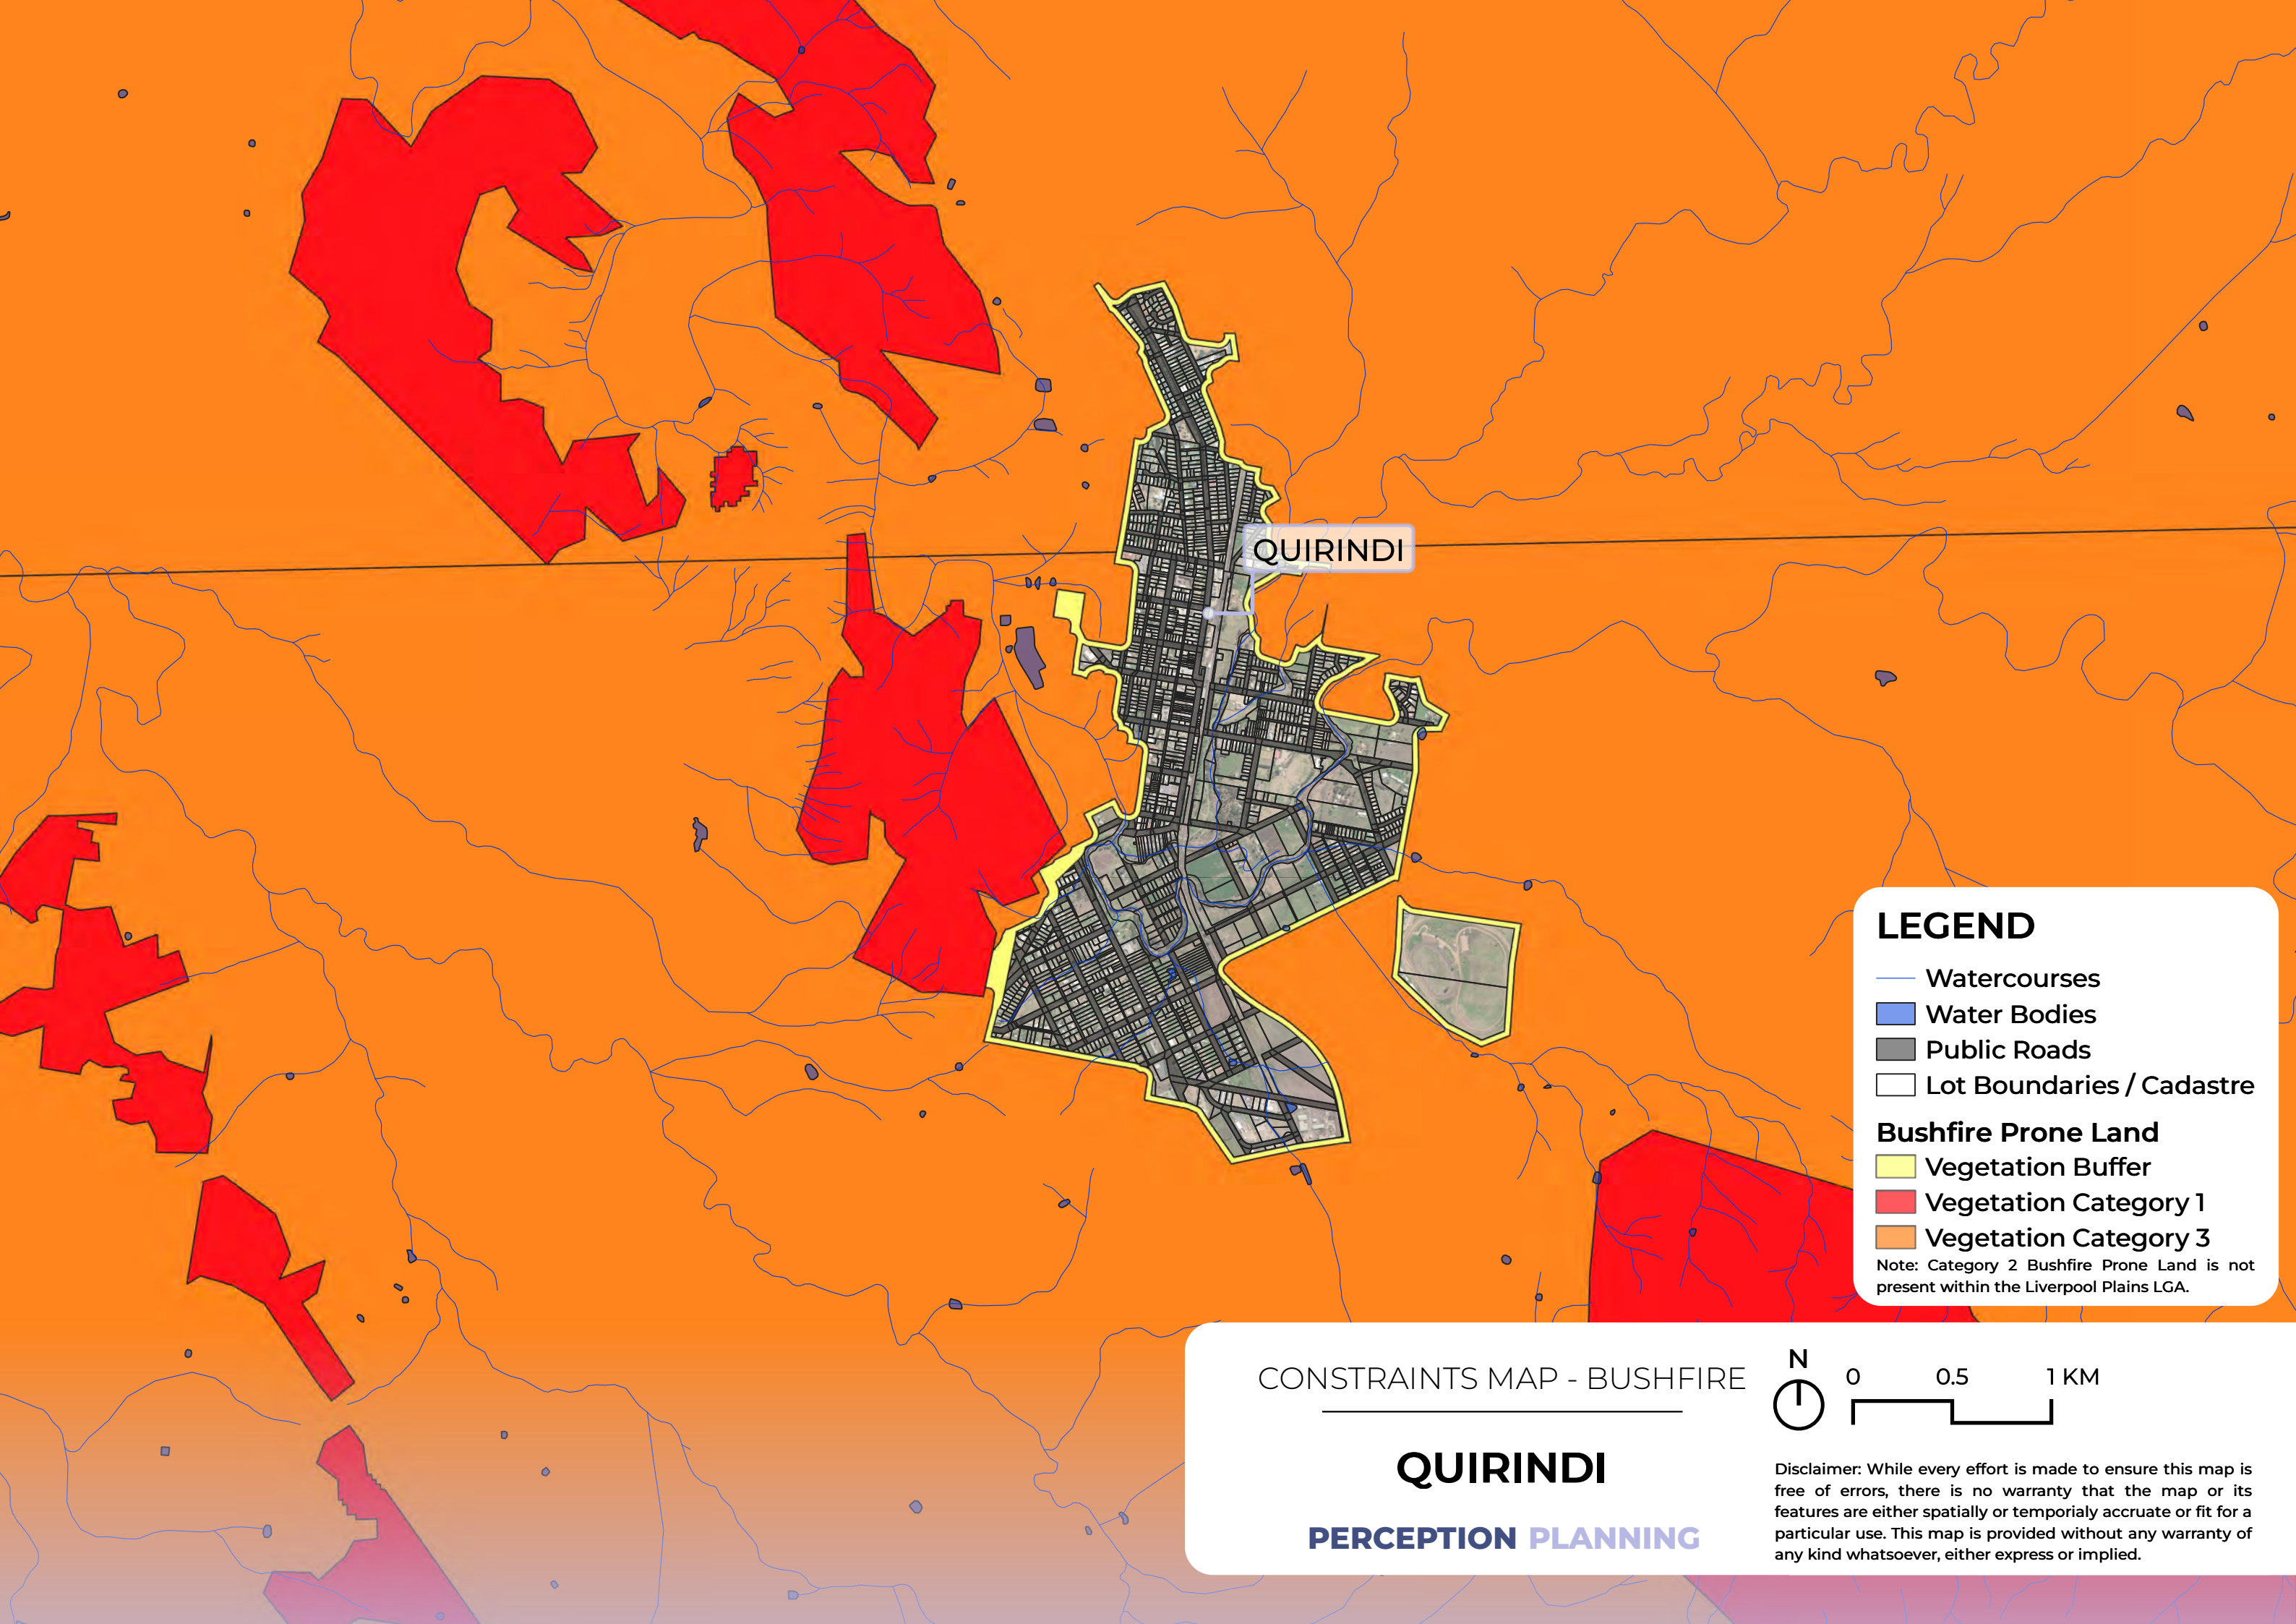 QUIRINDI
LEGEND
Watercourses
Water Bodies
Public Roads
Lot Boundaries / Cadastre
Bushfire Prone Land
Vegetation Buffer
Vegetation Category 1
Vegetation Category 3
Note: Category 2 Bushfire Prone Land is not
present within the Liverpool Plains LGA.
CONSTRAINTS MAP - BUSHFIRE
QUIRINDI
PERCEPTION PLANNING
N
0 0.5 1 KM
Disclaimer: While every effort is made to ensure this map is
free of errors, there is no warranty that the map or its
features are either spatially or temporialy accruate or fit for a
particular use. This map is provided without any warranty of
any kind whatsoever, either express or implied.